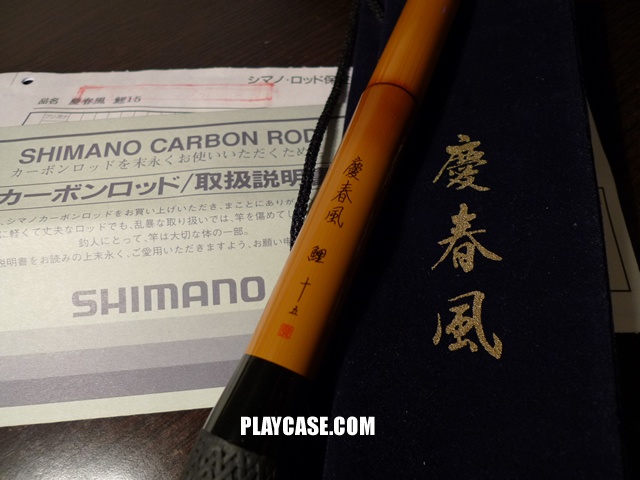 シマノ・ロッド保
品名 慶春風 鯉15
SHIMANO CARBON ROD
カーボンロッドを末永くお使いいただくため
カーボンロッド/取扱説明書
、シマノカーボンロッドをお買い上げいただき、まことにありが
に軽くて丈夫なロッドでも、乱暴な取り扱いでは、竿を傷めてし
釣人にとって、竿は大切な体の一部。
説明書をお読みの上末永く、ご愛用くださいますよう、お願い申
SHIMANO
慶春風 鯉 十五
慶春風
PLAYCASE.COM